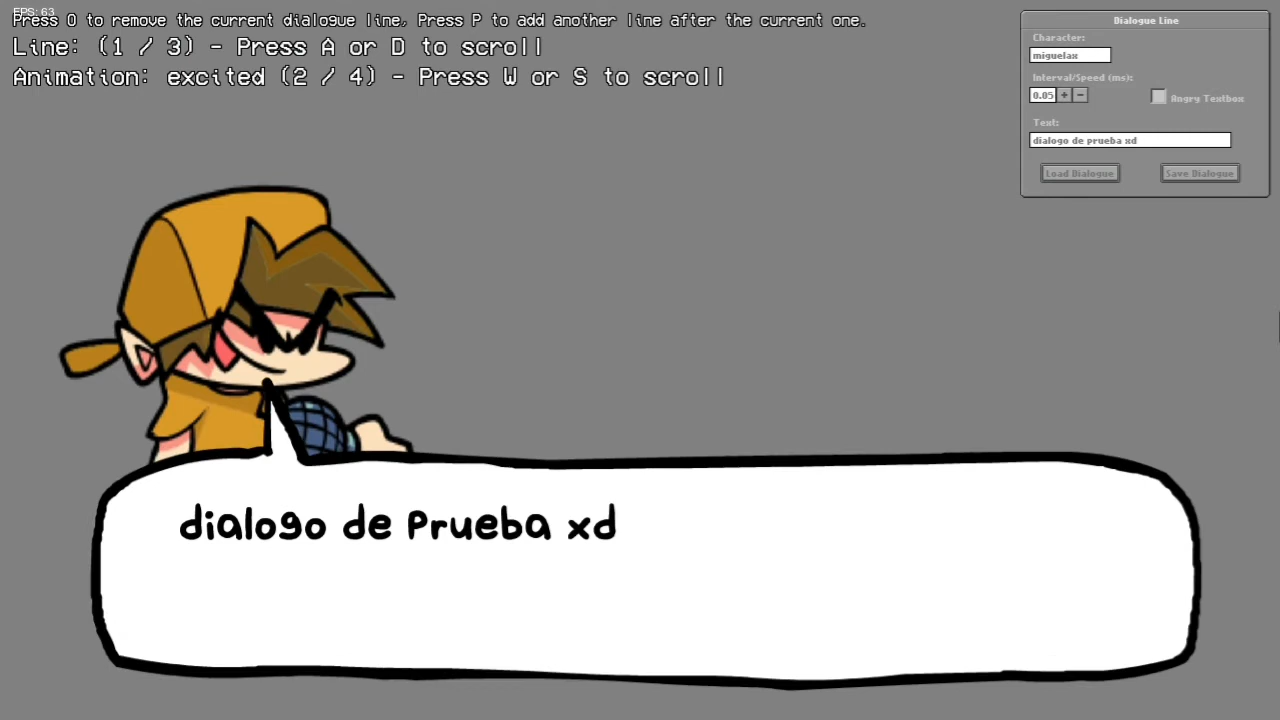 EPS: 63
Press O to remove the current dialogue line, Press P to add another line after the current one.
Line: (1 / 3) - Press A or D to scroll
Animation: excited (2 / 4) - Press W or S to scroll
Dialogue Line
Character:
miguelax
Interval/Speed (ms):
0.05 + -
Angry Textbox
Text:
dialogo de prueba xd
Load Dialogue
Save Dialogue
dialogo de Prueba xd